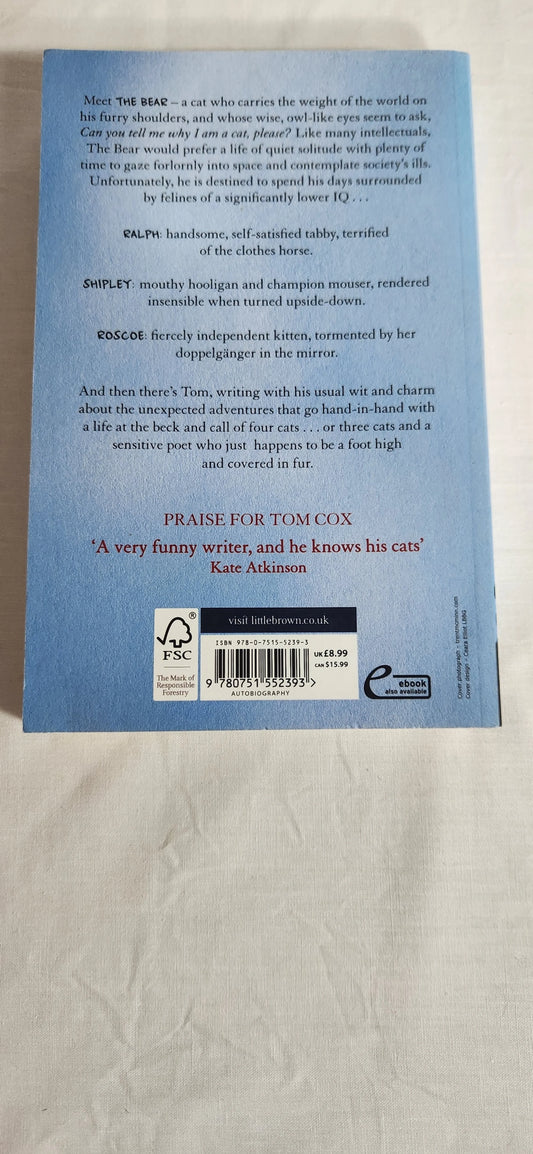 Meet THE BEAR – a cat who carries the weight of the world on
his furry shoulders, and whose wise, owl-like eyes seem to ask,
Can you tell me why I am a cat, please? Like many intellectuals,
The Bear would prefer a life of quiet solitude with plenty of
time to gaze forlornly into space and contemplate society's ills.
Unfortunately, he is destined to spend his days surrounded
by felines of a significantly lower IQ . . .
RALPH: handsome, self-satisfied tabby, terrified
of the clothes horse.
SHIPLEY: mouthy hooligan and champion mouser, rendered
insensible when turned upside-down.
ROSCOE: fiercely independent kitten, tormented by her
doppelgänger in the mirror.
And then there's Tom, writing with his usual wit and charm
about the unexpected adventures that go hand-in-hand with
a life at the beck and call of four cats . . . or three cats and a
sensitive poet who just happens to be a foot high
and covered in fur.
PRAISE FOR TOM COX
'A very funny writer, and he knows his cats'
Kate Atkinson
visit littlebrown.co.uk
®
FSC
The Mark of
Responsible
Forestry
ISBN 978-0-7515-5239-3
UK £8.99
CAN $15.99
9 780751 552393 >
AUTOBIOGRAPHY
e
ebook
also available
Cover photograph
Cover design